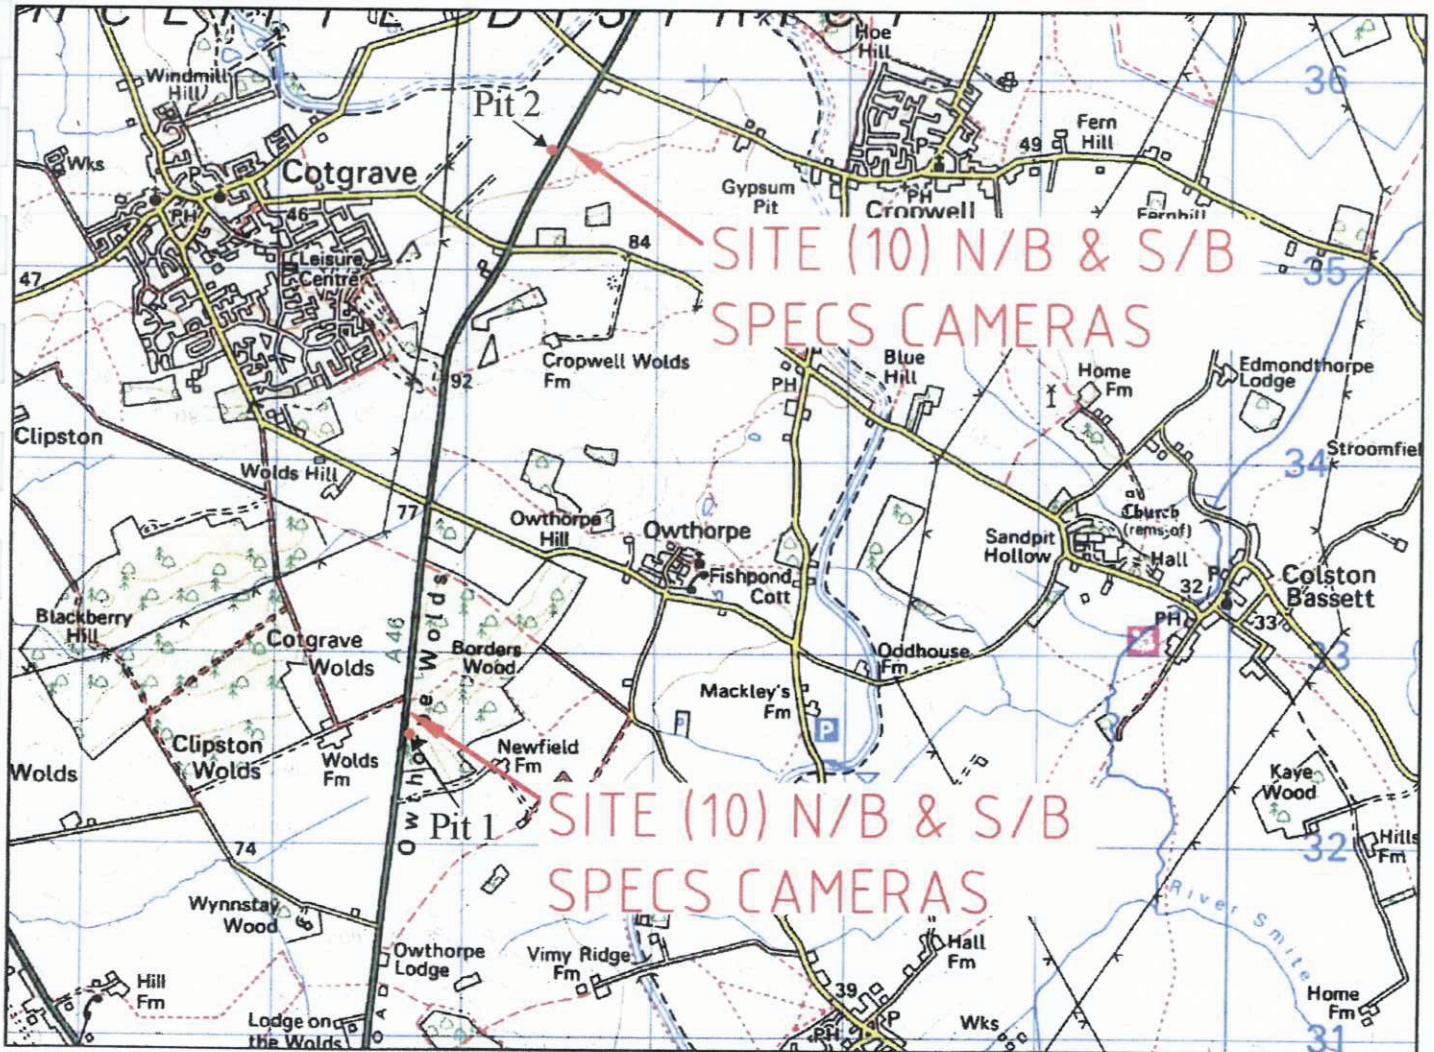 Hoe
Hill
36
Windmill
Hill
Pit 2
Fern
Hill
49
Wks
P
P
Cotgrave
Gypsum
Pit
PH
Cropwell
Fernhill
PH
46
84
SITE (10) N/B & S/B
SPECS CAMERAS
35
Leisure
Centre
47
Cropwell Wolds
Fm
92
Blue
Hill
PH
Home
Fm
Edmondthorpe
Lodge
Clipston
Wolds Hill
34
Stroomfiel
77
Owthorpe
Hill
Owthorpe
Church
(rems of)
Sandpit
Hollow
Hall
Fishpond
Cott
32
P
Colston
Bassett
PH
33
Blackberry
Hill
Cotgrave
Wolds
A46
Owthorpe Wolds
Borders
Wood
Oddhouse
Fm
33
Mackley's
Fm
P
Clipston
Wolds
Wolds
Fm
Newfield
Fm
Wolds
Kaye
Wood
Pit 1
SITE (10) N/B & S/B
SPECS CAMERAS
Hills
Fm
32
74
River Smite
Wynnstay
Wood
Owthorpe
Lodge
Vimy Ridge
Fm
Hall
Fm
Hill
Fm
39
P
PH
Wks
Home
Fm
Lodge on
the Wolds
31